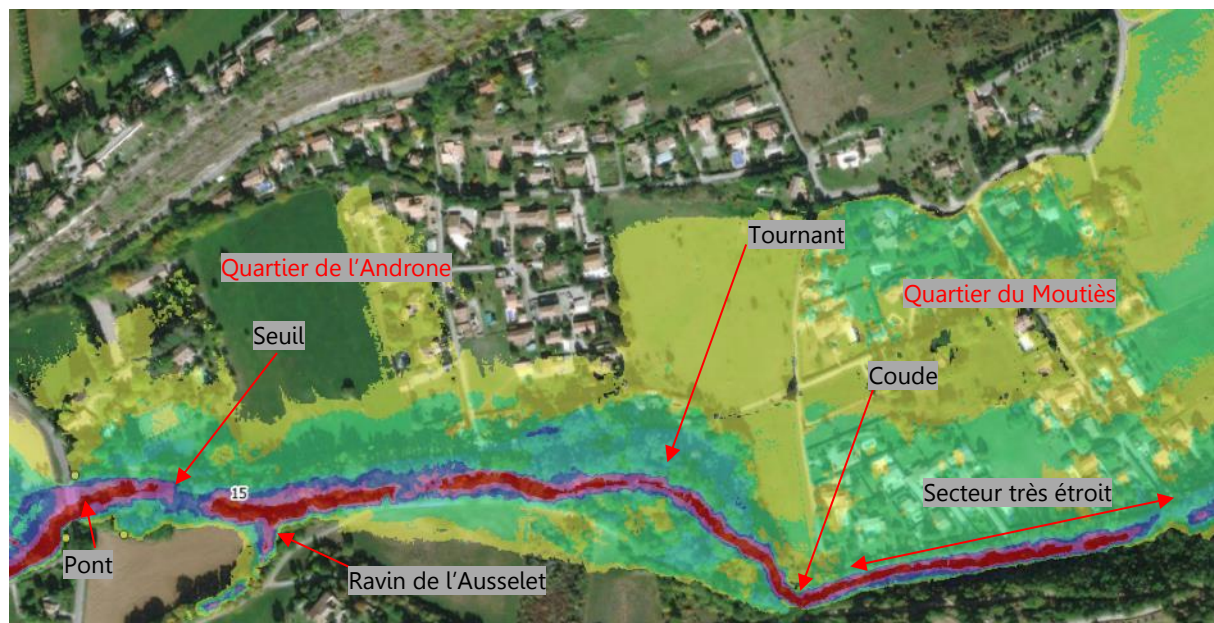 Tournant
Quartier de l'Androne
Quartier du Moutiès
Seuil
Coude
15
Secteur très étroit
Pont
Ravin de l'Ausselet